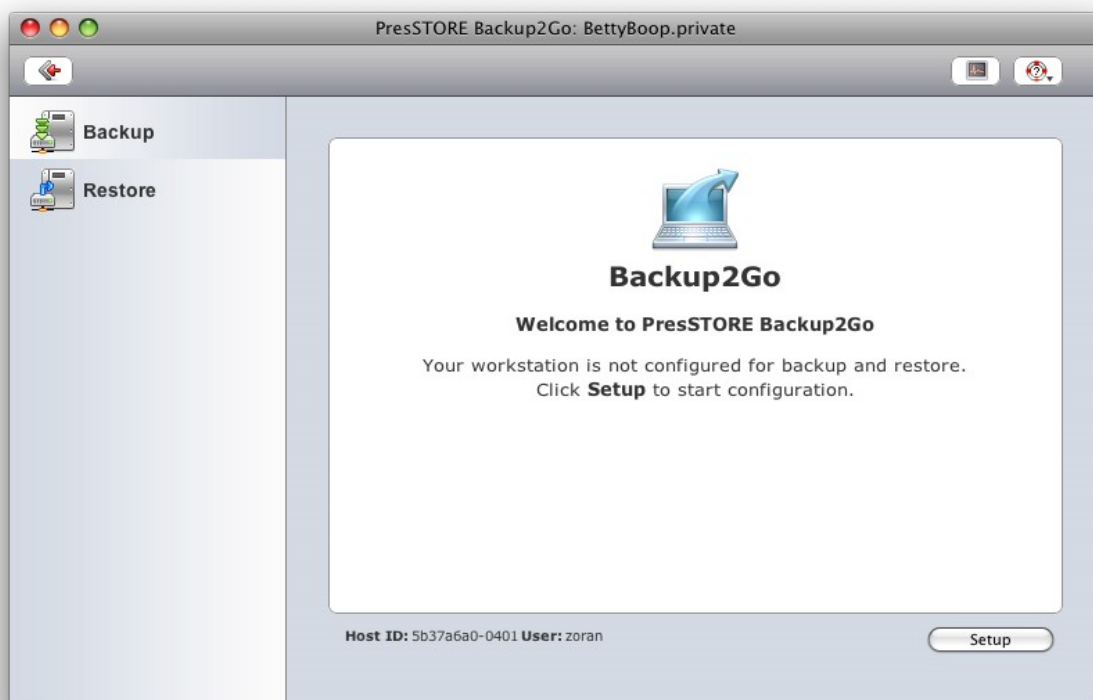 PresSTORE Backup2Go: BettyBoop.private
Backup
Restore
Backup2Go
Welcome to PresSTORE Backup2Go
Your workstation is not configured for backup and restore.
Click Setup to start configuration.
Host ID: 5b37a6a0-0401 User: zoran
Setup